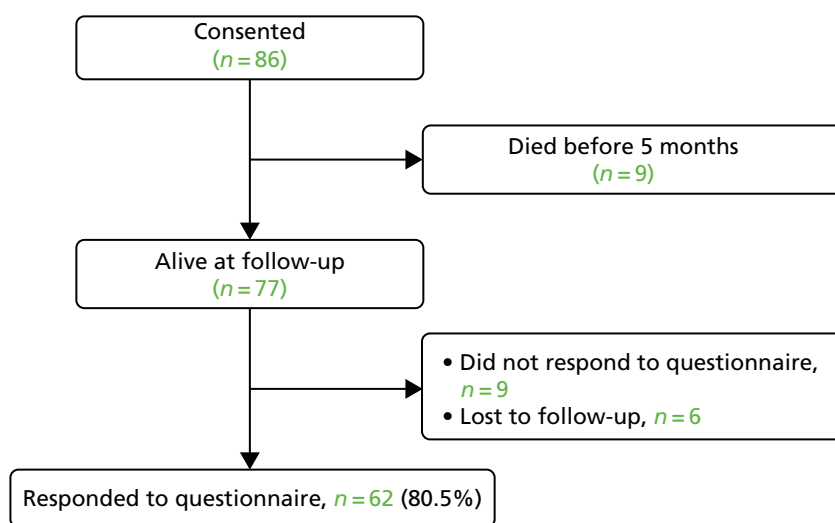 Consented
(n = 86)
Died before 5 months
(n = 9)
Alive at follow-up
(n = 77)
• Did not respond to questionnaire,
n = 9
• Lost to follow-up, n = 6
Responded to questionnaire, n = 62 (80.5%)